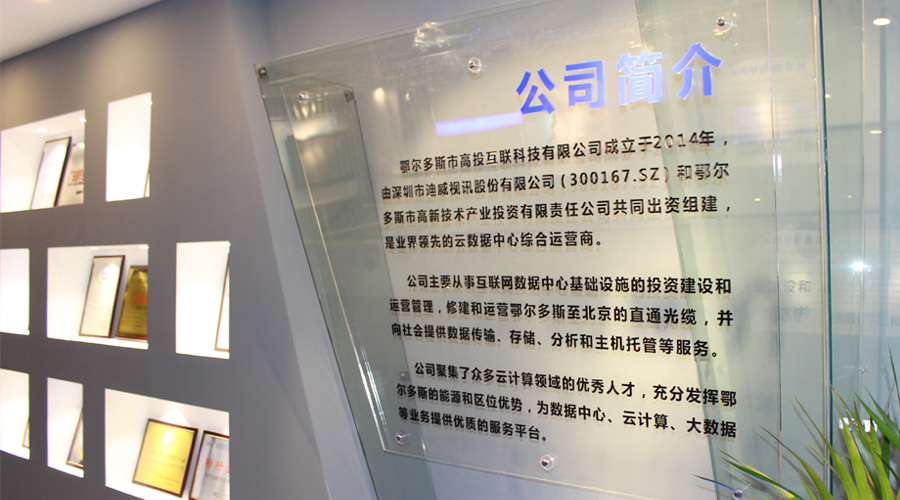 公司简介
鄂尔多斯市高投互联科技有限公司成立于2014年，
由深圳市迪威视讯股份有限公司（300167.SZ）和鄂尔
多斯市高新技术产业投资有限责任公司共同出资组建，
是业界领先的云数据中心综合运营商。
公司主要从事互联网数据中心基础设施的投资建设和
运营管理，修建和运营鄂尔多斯至北京的直通光缆，并
向社会提供数据传输、存储、分析和主机托管等服务。
公司聚集了众多云计算领域的优秀人才，充分发挥鄂
尔多斯的能源和区位优势，为数据中心、云计算、大数据
等业务提供优质的服务平台。